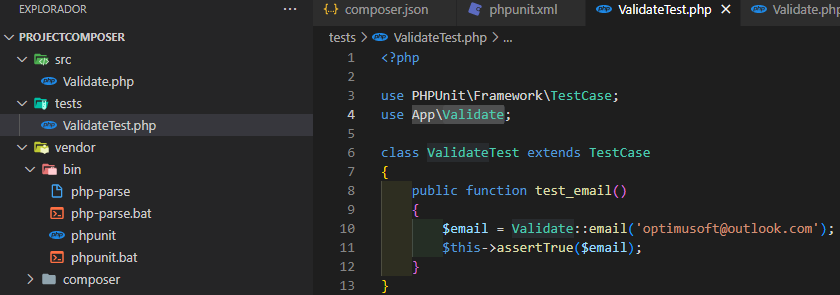 EXPLORADOR ...
composer.json phpunit.xml ValidateTest.php Validate.php
PROJECTCOMPOSER
src
Validate.php
tests
ValidateTest.php
vendor
bin
php-parse
php-parse.bat
phpunit
phpunit.bat
composer
tests > ValidateTest.php > ...
1 <?php
2
3 use PHPUnit\Framework\TestCase;
4 use App\Validate;
5
6 class ValidateTest extends TestCase
7 {
8 public function test_email()
9 {
10 $email = Validate::email('optimusoft@outlook.com');
11 $this->assertTrue($email);
12 }
13 }